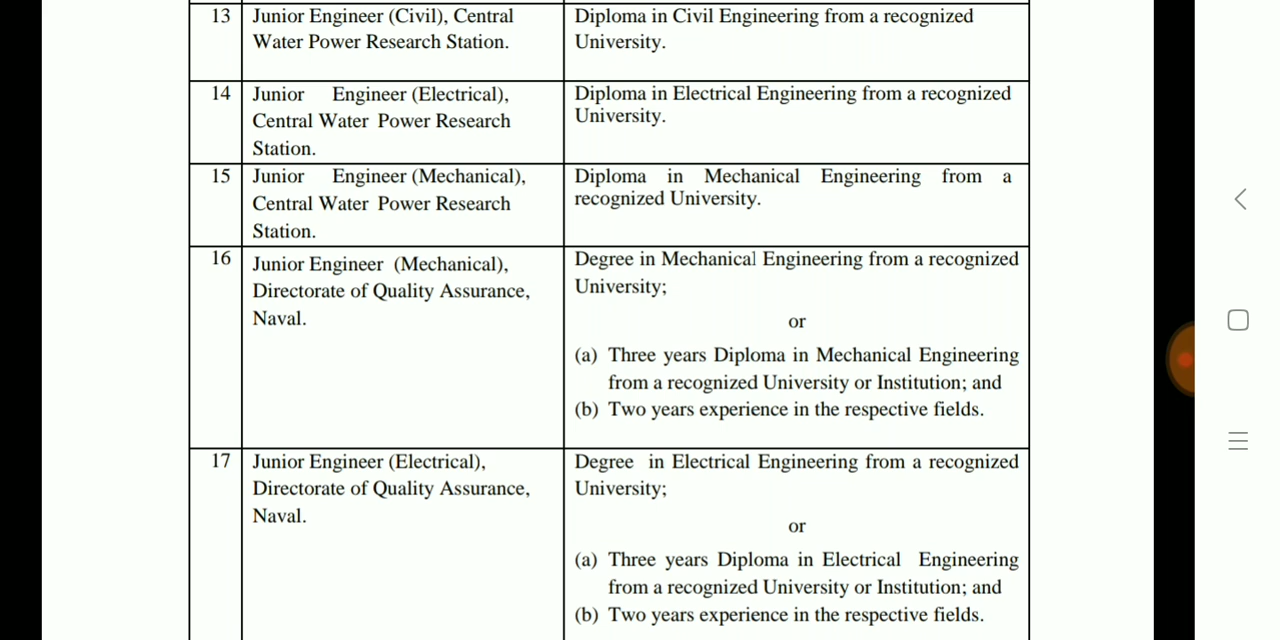 13
Junior Engineer (Civil), Central
Water Power Research Station.
Diploma in Civil Engineering from a recognized
University.
14
Junior Engineer (Electrical),
Central Water Power Research
Station.
Diploma in Electrical Engineering from a recognized
University.
15
Junior Engineer (Mechanical),
Central Water Power Research
Station.
Diploma in Mechanical Engineering from a
recognized University.
16
Junior Engineer (Mechanical),
Directorate of Quality Assurance,
Naval.
Degree in Mechanical Engineering from a recognized
University;
or
(a) Three years Diploma in Mechanical Engineering
from a recognized University or Institution; and
(b) Two years experience in the respective fields.
17
Junior Engineer (Electrical),
Directorate of Quality Assurance,
Naval.
Degree in Electrical Engineering from a recognized
University;
or
(a) Three years Diploma in Electrical Engineering
from a recognized University or Institution; and
(b) Two years experience in the respective fields.